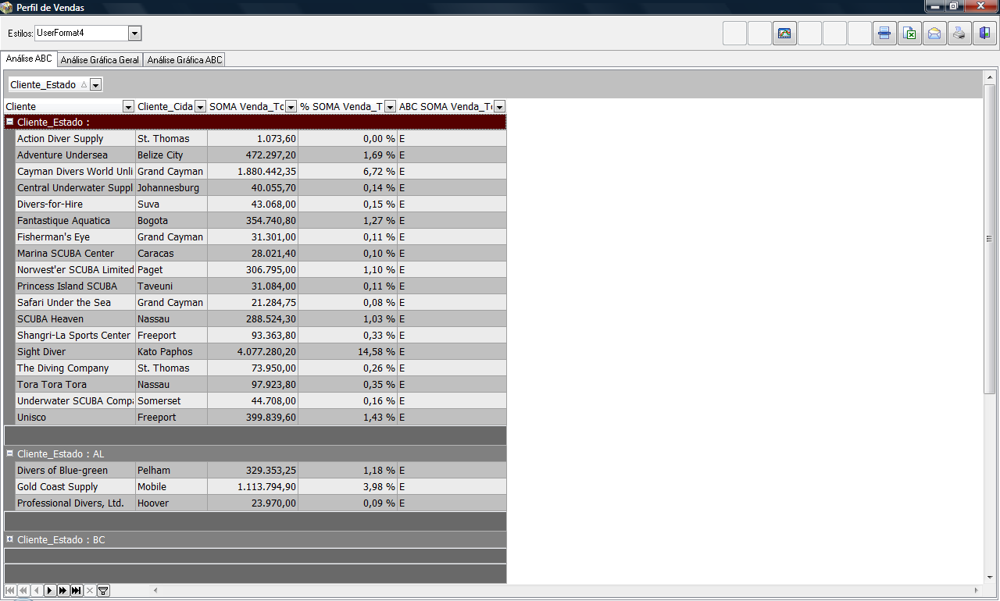 Perfil de Vendas
Estilos: UserFormat4
Análise ABC Análise Gráfica Geral Análise Gráfica ABC
Cliente_Estado
Cliente Cliente_Cida SOMA Venda_Tc % SOMA Venda_T ABC SOMA Venda_To
Cliente_Estado :
Action Diver Supply St. Thomas 1.073,60 0,00 % E
Adventure Undersea Belize City 472.297,20 1,69 % E
Cayman Divers World Unli Grand Cayman 1.880.442,35 6,72 % E
Central Underwater Suppl Johannesburg 40.055,70 0,14 % E
Divers-for-Hire Suva 43.068,00 0,15 % E
Fantastique Aquatica Bogota 354.740,80 1,27 % E
Fisherman's Eye Grand Cayman 31.301,00 0,11 % E
Marina SCUBA Center Caracas 28.021,40 0,10 % E
Norwest'er SCUBA Limited Paget 306.795,00 1,10 % E
Princess Island SCUBA Taveuni 31.084,00 0,11 % E
Safari Under the Sea Grand Cayman 21.284,75 0,08 % E
SCUBA Heaven Nassau 288.524,30 1,03 % E
Shangri-La Sports Center Freeport 93.363,80 0,33 % E
Sight Diver Kato Paphos 4.077.280,20 14,58 % E
The Diving Company St. Thomas 73.950,00 0,26 % E
Tora Tora Tora Nassau 97.923,80 0,35 % E
Underwater SCUBA Compa Somerset 44.708,00 0,16 % E
Unisco Freeport 399.839,60 1,43 % E
Cliente_Estado : AL
Divers of Blue-green Pelham 329.353,25 1,18 % E
Gold Coast Supply Mobile 1.113.794,90 3,98 % E
Professional Divers, Ltd. Hoover 23.970,00 0,09 % E
Cliente_Estado : BC